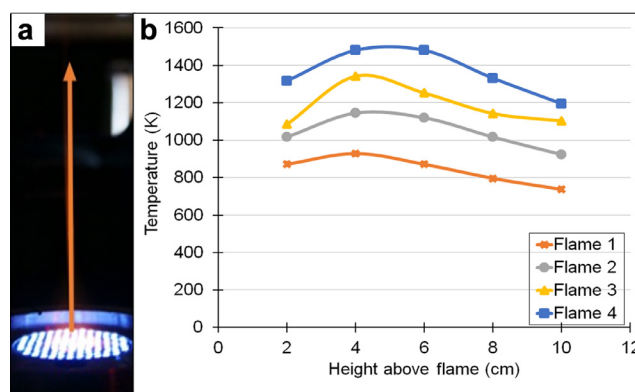 a
b
1600
1400
1200
1000
800
600
400
200
0
Temperature (K)
0
2
4
6
8
10
12
Height above flame (cm)
Flame 1
Flame 2
Flame 3
Flame 4